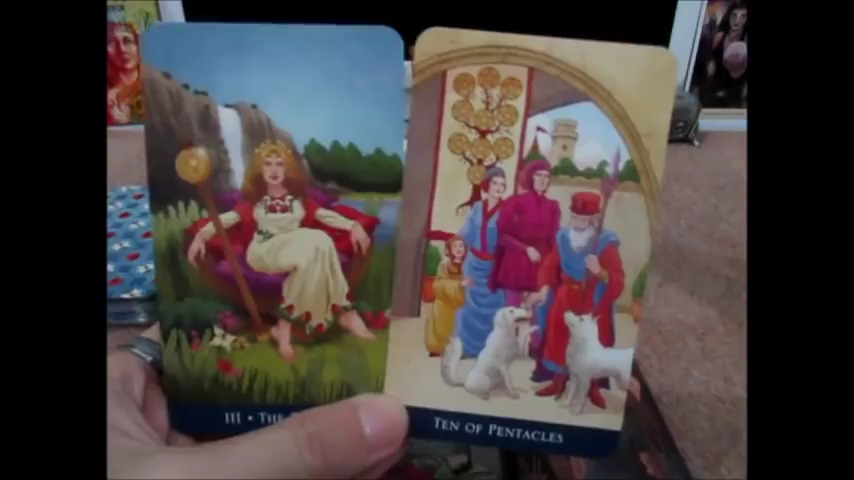 III • THE
TEN OF PENTACLES